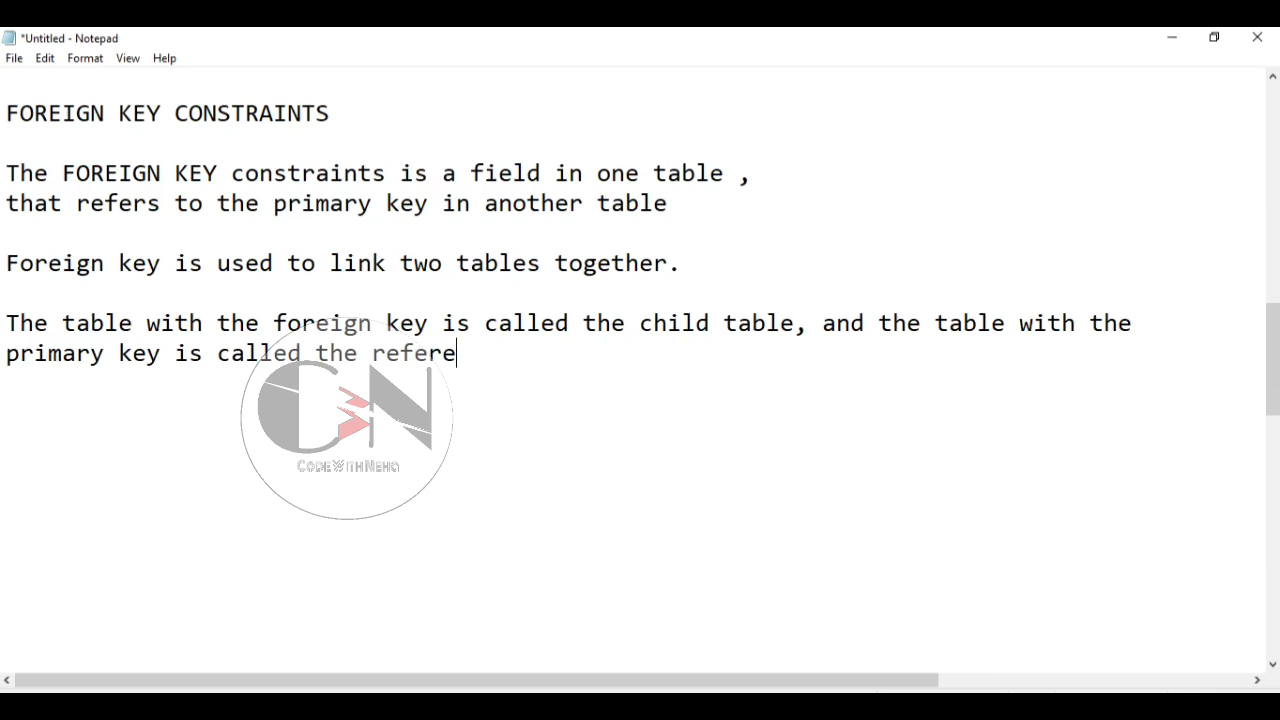 *Untitled - Notepad
File Edit Format View Help
FOREIGN KEY CONSTRAINTS
The FOREIGN KEY constraints is a field in one table ,
that refers to the primary key in another table
Foreign key is used to link two tables together.
The table with the foreign key is called the child table, and the table with the
primary key is called the refere
CN
CODEWITHNEHQ